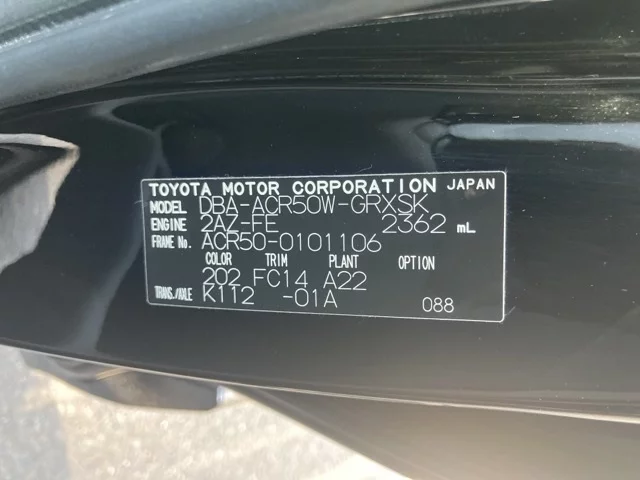 TOYOTA MOTOR CORPORATION JAPAN
MODEL DBA-ACR50W-GRXSK
ENGINE 2AZ-FE 2362 mL
FRAME No. ACR50-0101106
COLOR TRIM PLANT OPTION
202 FC14 A22
TRANS./AXLE K112 -01A 088